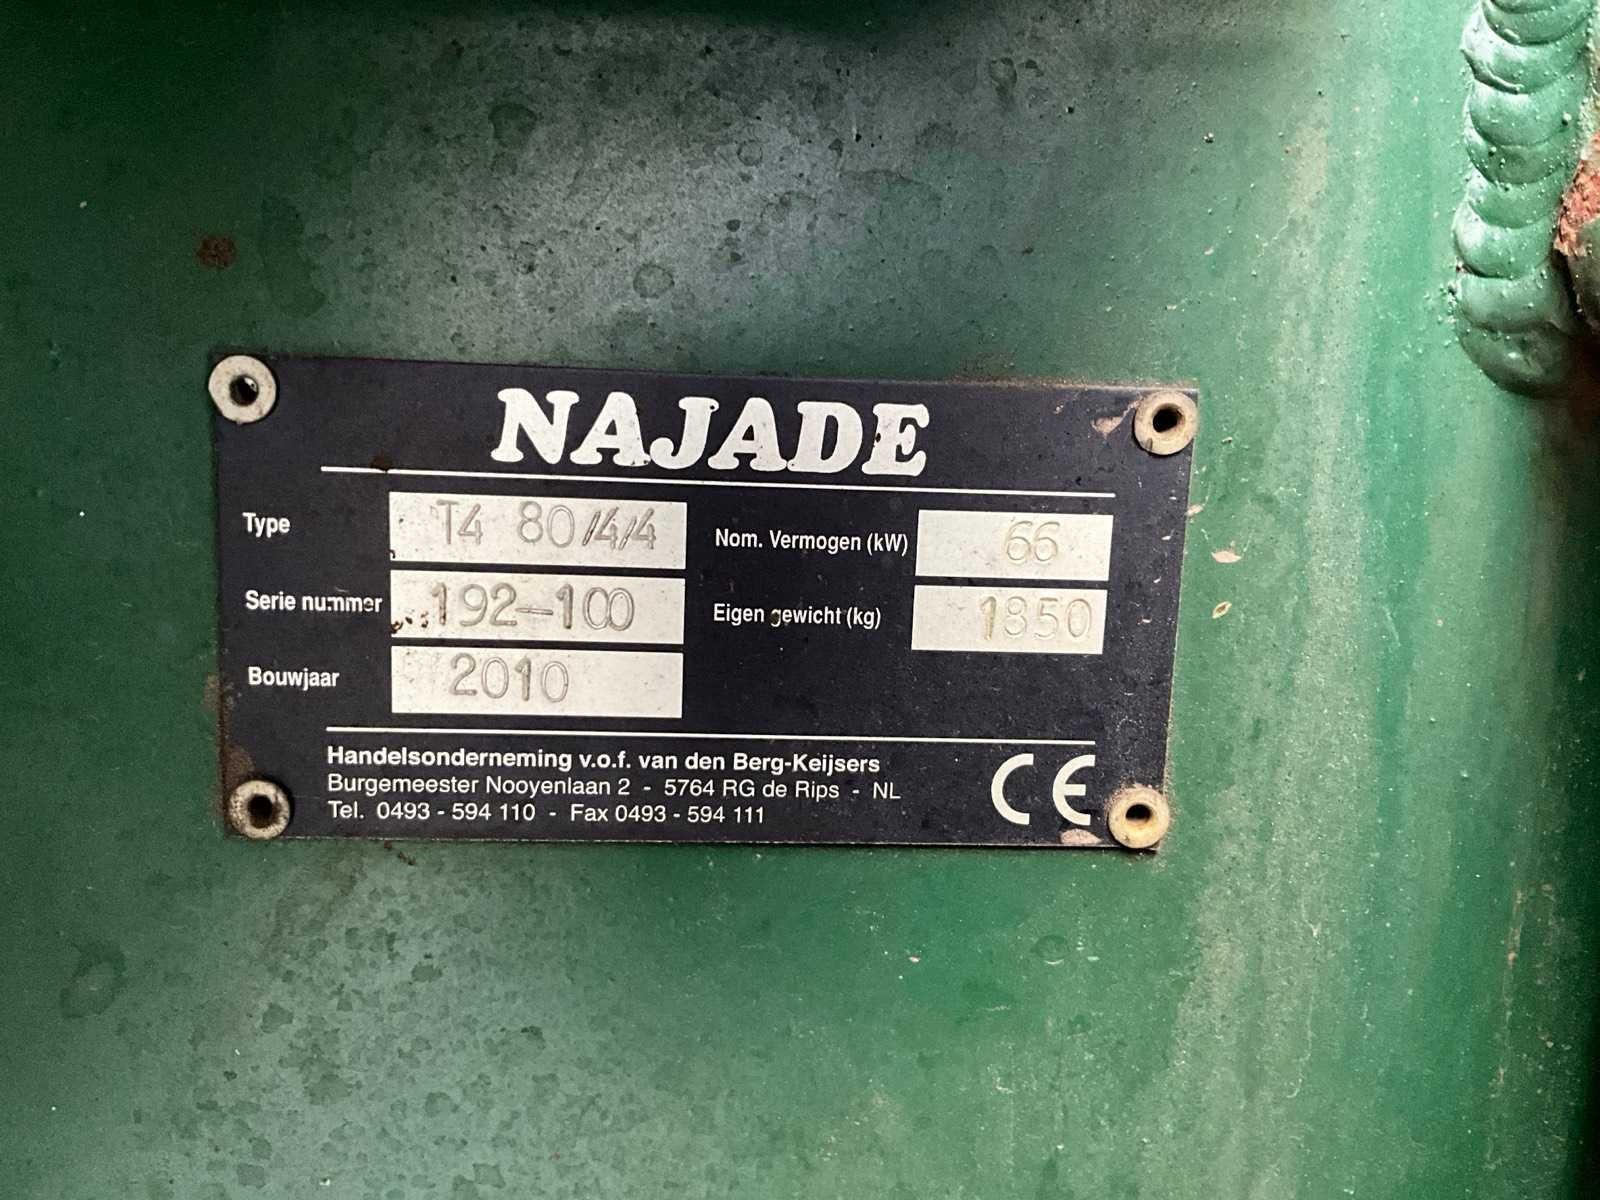 NAJADE
Type T4 80/4/4 Nom. Vermogen (kW) 66
Serie nummer 192-100 Eigen gewicht (kg) 1850
Bouwjaar 2010
Handelsonderneming v.o.f. van den Berg-Keijsers
Burgemeester Nooyenlaan 2 - 5764 RG de Rips - NL
Tel. 0493 - 594 110 - Fax 0493 - 594 111
CE